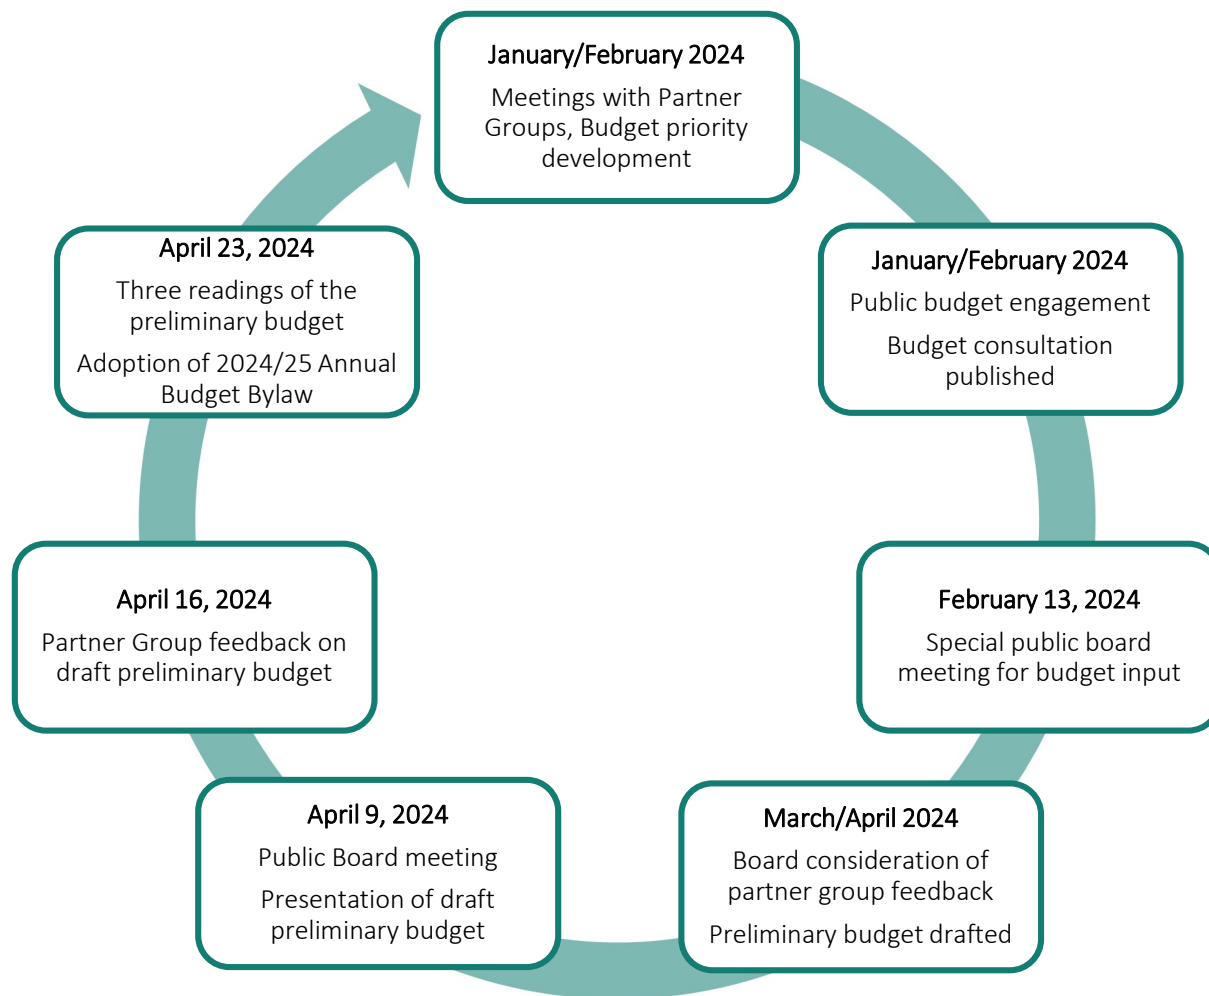 January/February 2024
Meetings with Partner
Groups, Budget priority
development
January/February 2024
Public budget engagement
Budget consultation
published
February 13, 2024
Special public board
meeting for budget input
March/April 2024
Board consideration of
partner group feedback
Preliminary budget drafted
April 9, 2024
Public Board meeting
Presentation of draft
preliminary budget
April 16, 2024
Partner Group feedback on
draft preliminary budget
April 23, 2024
Three readings of the
preliminary budget
Adoption of 2024/25 Annual
Budget Bylaw